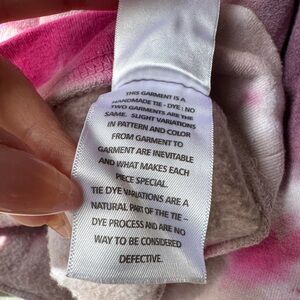 THIS GARMENT IS A
HANDMADE TIE - DYE : NO
TWO GARMENTS ARE THE
SAME. SLIGHT VARIATIONS
IN PATTERN AND COLOR
FROM GARMENT TO
GARMENT ARE INEVITABLE
AND WHAT MAKES EACH
PIECE SPECIAL.
TIE DYE VARIATIONS ARE A
NATURAL PART OF THE TIE –
DYE PROCESS AND ARE NO
WAY TO BE CONSIDERED
DEFECTIVE.